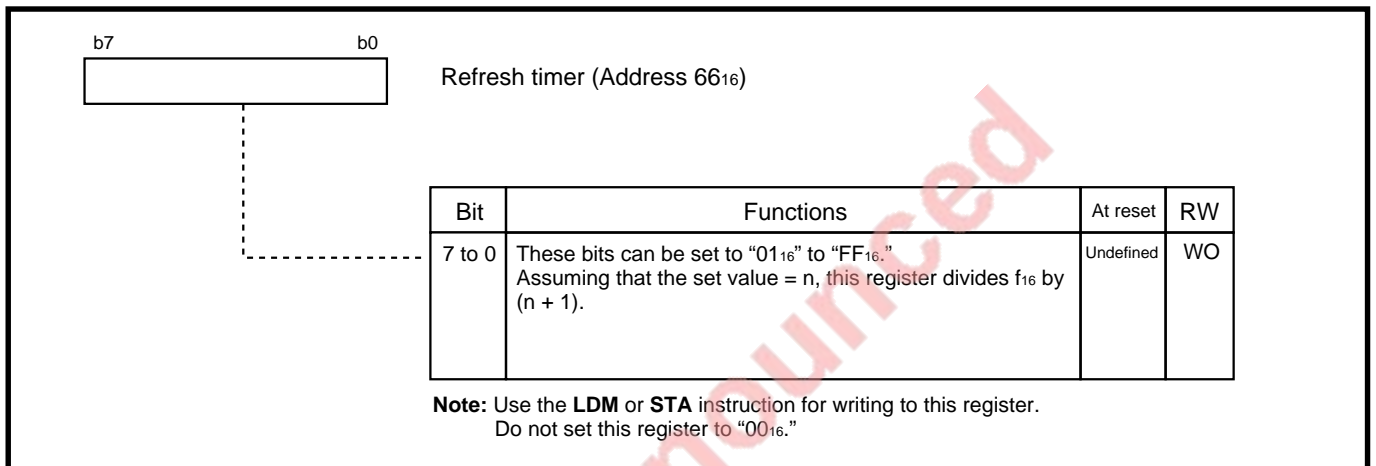 b7 b0
Refresh timer (Address 66₁₆)
Bit Functions At reset RW
7 to 0 These bits can be set to “01₁₆” to “FF₁₆.” Undefined WO
Assuming that the set value = n, this register divides f₁₆ by
(n + 1).
Note: Use the LDM or STA instruction for writing to this register.
Do not set this register to “00₁₆.”
nounced